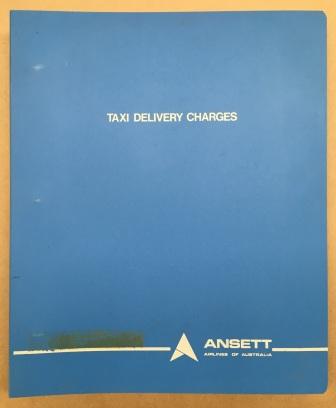 TAXI DELIVERY CHARGES
ANSETT
AIRLINES OF AUSTRALIA